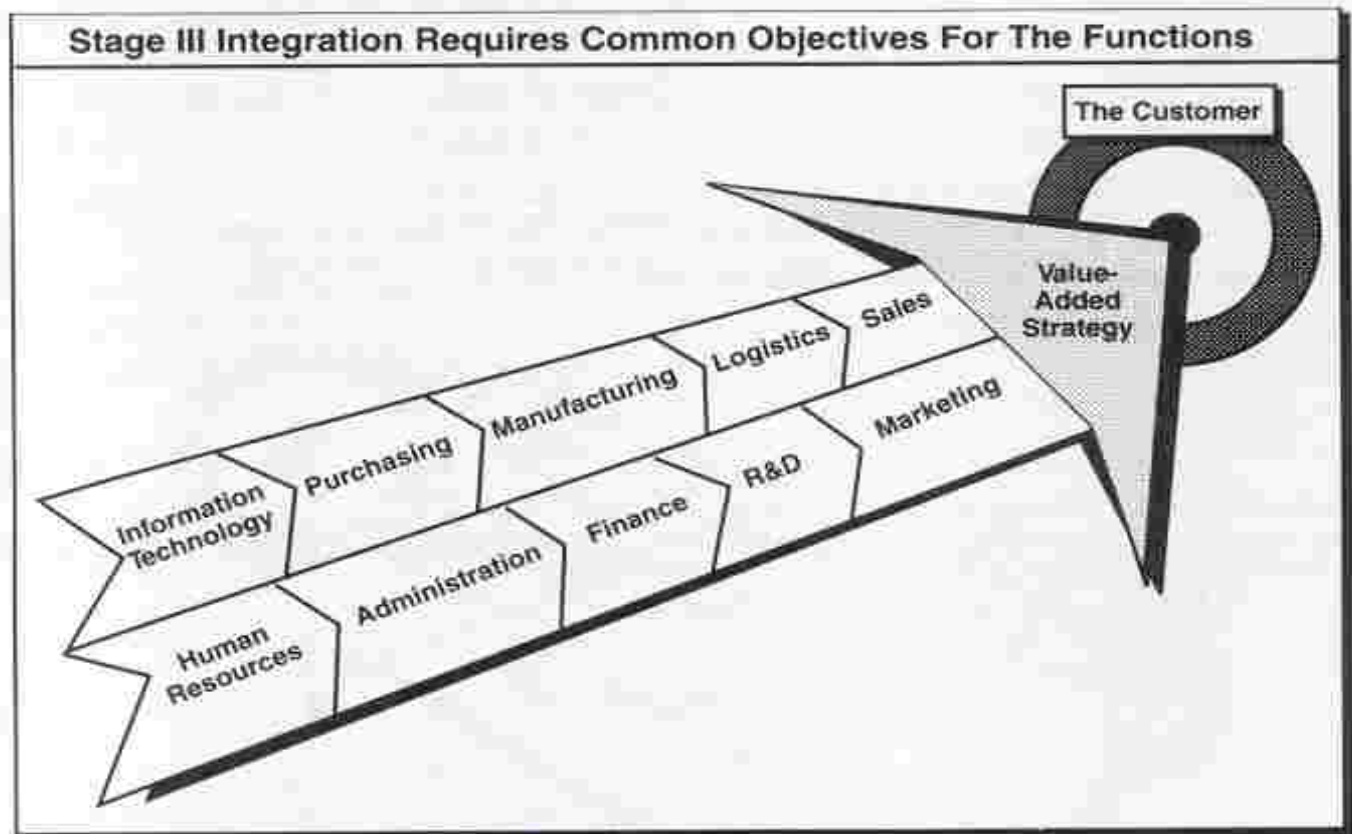 Stage III Integration Requires Common Objectives For The Functions
The Customer
Value-
Added
Strategy
Sales
Logistics
Manufacturing
Purchasing
Information
Technology
Marketing
R&D
Finance
Administration
Human
Resources